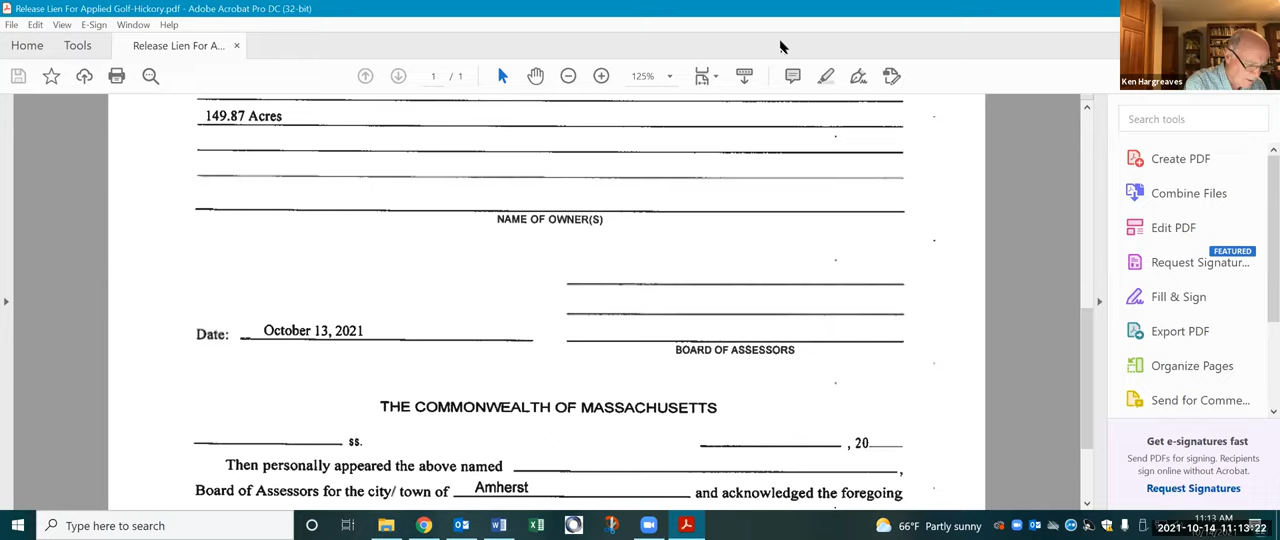 Release Lien For Applied Golf-Hickory.pdf - Adobe Acrobat Pro DC (32-bit)
File Edit View E-Sign Window Help
Home Tools Release Lien For A... ×
1 / 1 125%
Ken Hargreaves
149.87 Acres
NAME OF OWNER(S)
Date: October 13, 2021
BOARD OF ASSESSORS
THE COMMONWEALTH OF MASSACHUSETTS
ss. , 20
Then personally appeared the above named ,
Board of Assessors for the city/ town of Amherst and acknowledged the foregoing
Search tools
Create PDF
Combine Files
Edit PDF
FEATURED
Request Signatur...
Fill & Sign
Export PDF
Organize Pages
Send for Comme...
Get e-signatures fast
Send PDFs for signing. Recipients
sign online without Acrobat.
Request Signatures
Type here to search
66°F Partly sunny
11:13 AM
2021-10-14 11:13:22